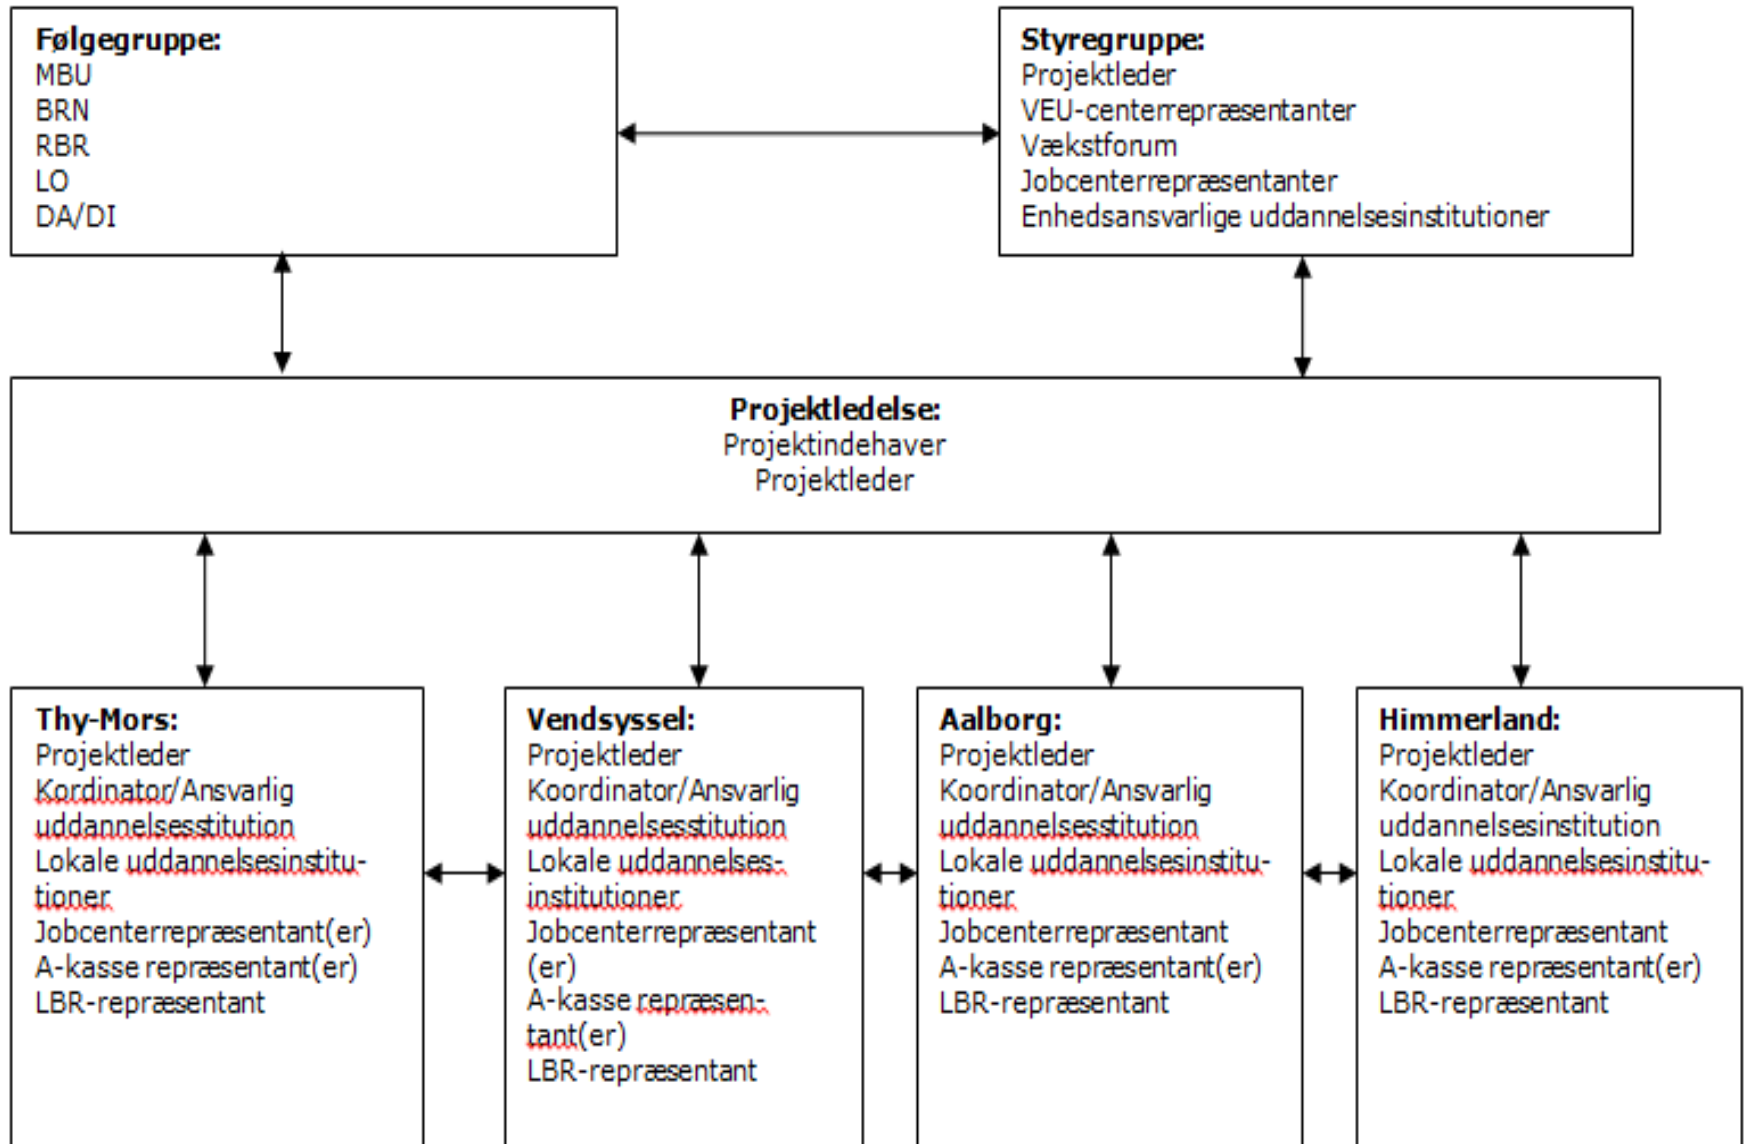 Følgegruppe:
MBU
BRN
RBR
LO
DA/DI
Styregruppe:
Projektleder
VEU-centerrepræsentanter
Vækstforum
Jobcenterrepræsentanter
Enhedsansvarlige uddannelsesinstitutioner
Projektledelse:
Projektindehaver
Projektleder
Thy-Mors:
Projektleder
Kordinator/Ansvarlig
uddannelsesstitution
Lokale uddannelsesinstitu-
tioner
Jobcenterrepræsentant(er)
A-kasse repræsentant(er)
LBR-repræsentant
Vendsyssel:
Projektleder
Koordinator/Ansvarlig
uddannelsesstitution
Lokale uddannelses-
institutioner
Jobcenterrepræsentant
(er)
A-kasse repræsen-
tant(er)
LBR-repræsentant
Aalborg:
Projektleder
Koordinator/Ansvarlig
uddannelsesstitution
Lokale uddannelsesinstitu-
tioner
Jobcenterrepræsentant
A-kasse repræsentant(er)
LBR-repræsentant
Himmerland:
Projektleder
Koordinator/Ansvarlig
uddannelsesinstitution
Lokale uddannelsesinstitu-
tioner
Jobcenterrepræsentant
A-kasse repræsentant(er)
LBR-repræsentant